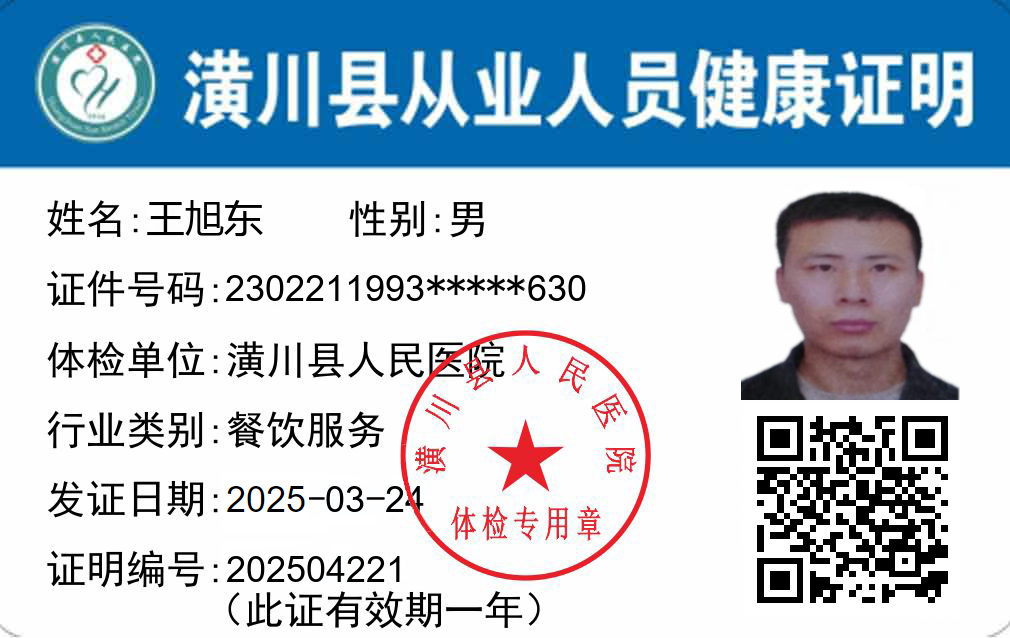 潢川县从业人员健康证明
姓名:王旭东 性别:男
证件号码:2302211993*****630
体检单位:潢川县人民医院
行业类别:餐饮服务
发证日期:2025-03-24
证明编号:202504221
(此证有效期一年)
潢川县人民医院
体检专用章